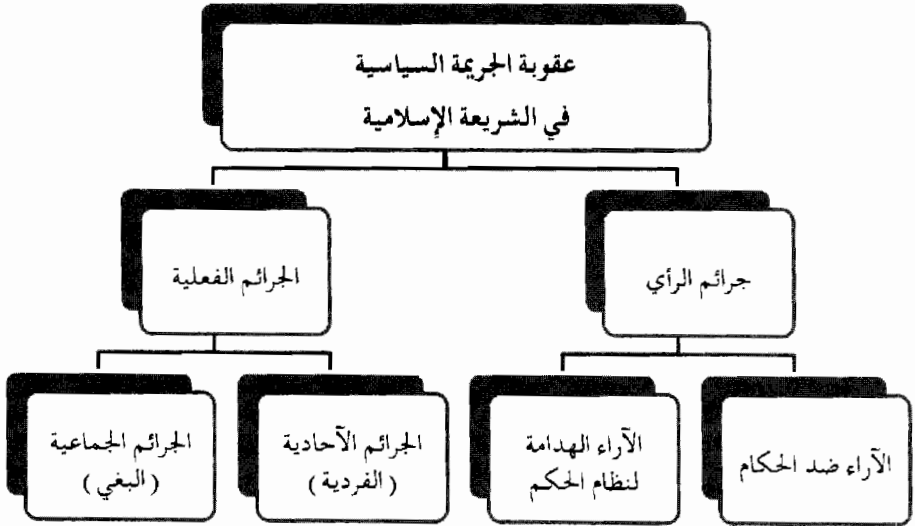 عقوبة الجريمة السياسية
في الشريعة الإسلامية
جرائم الرأي
الجرائم الفعلية
الآراء ضد الحكام
الآراء الهدامة
لنظام الحكم
الجرائم الآحادية
(الفردية)
الجرائم الجماعية
(البغي)